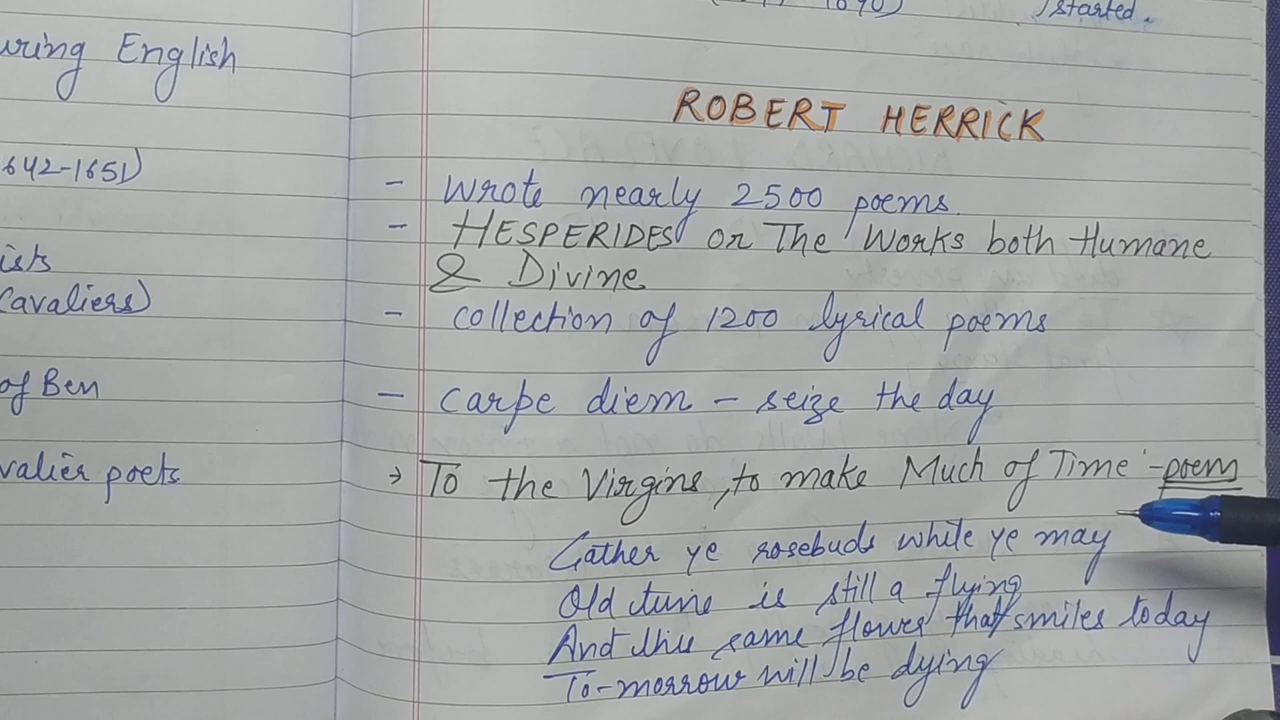 started.
uring English
642-1651)
ists
Cavaliers)
of Ben
valier poets
ROBERT HERRICK
- Wrote nearly 2500 poems.
- HESPERIDES or The Works both Humane
& Divine
- collection of 1200 lyrical poems
- carpe diem - seize the day
→ To the Virgins, to make Much of Time - poem
Gather ye rosebuds while ye may
Old time is still a flying
And this same flower that smiles today
To-morrow will be dying